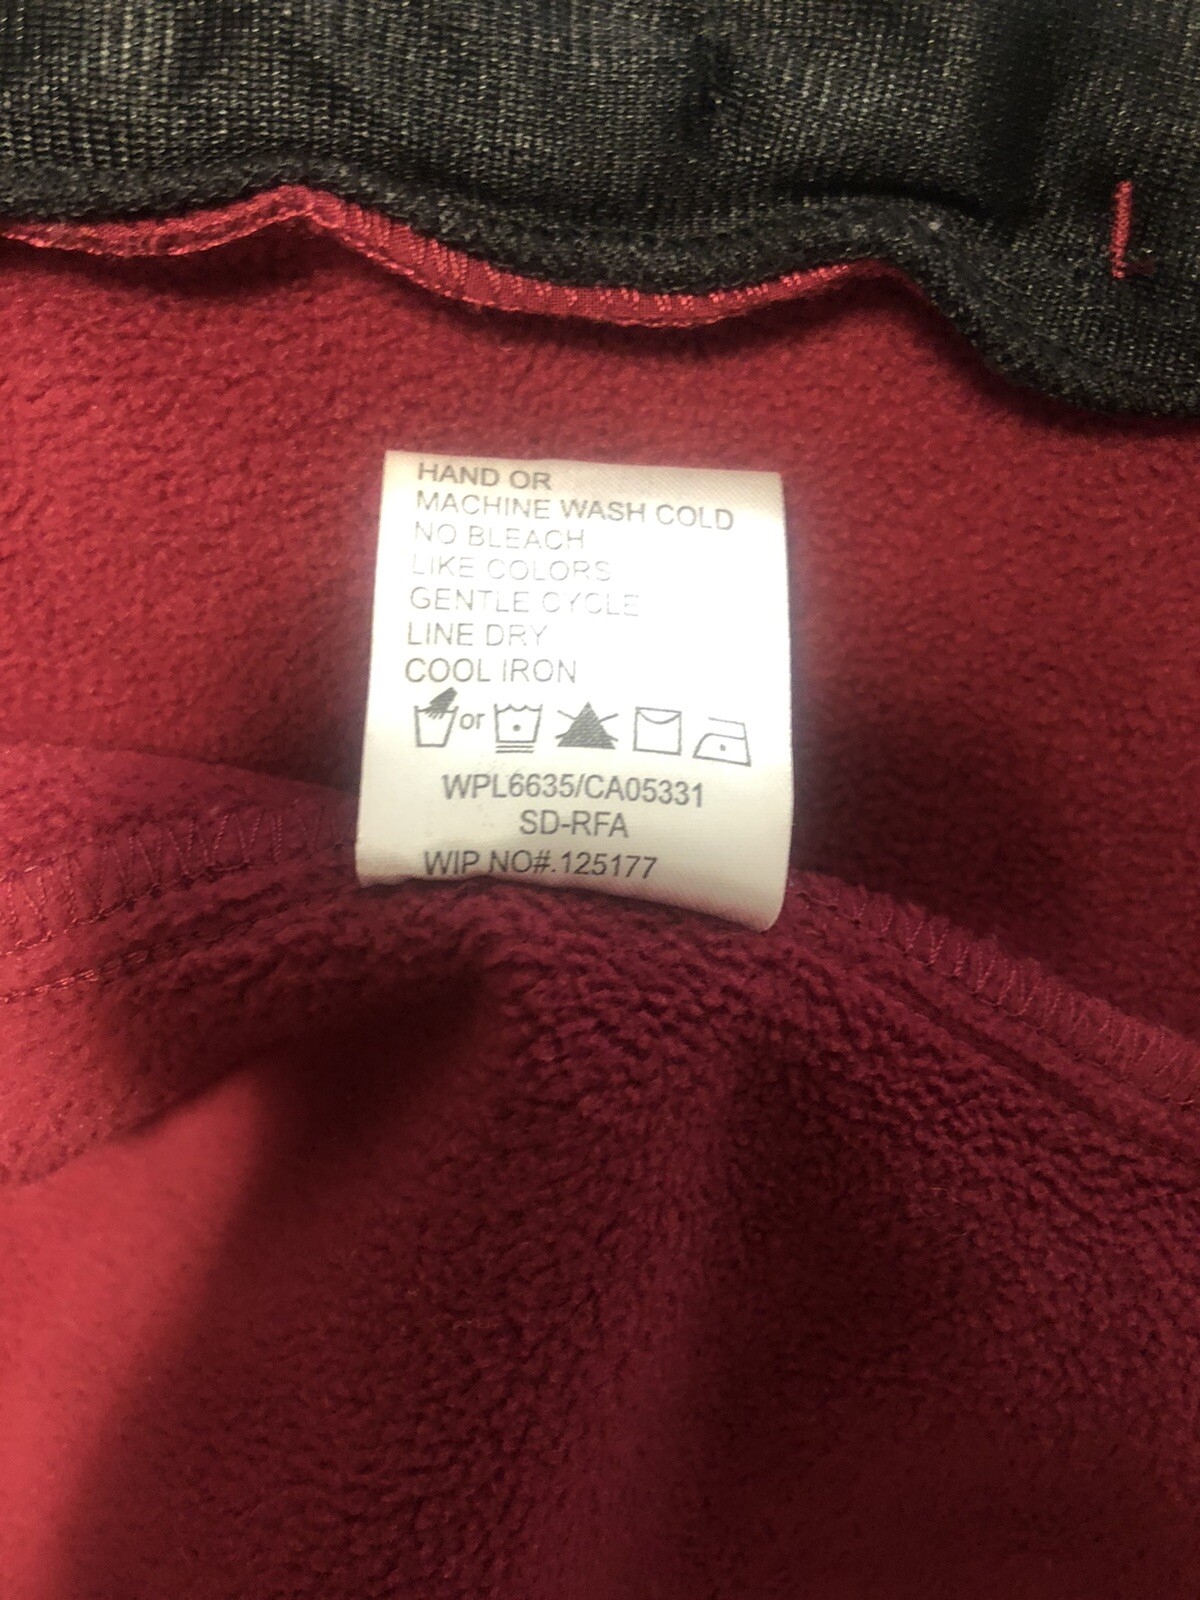 HAND OR
MACHINE WASH COLD
NO BLEACH
LIKE COLORS
GENTLE CYCLE
LINE DRY
COOL IRON
or
WPL6635/CA05331
SD-RFA
WIP NO#.125177